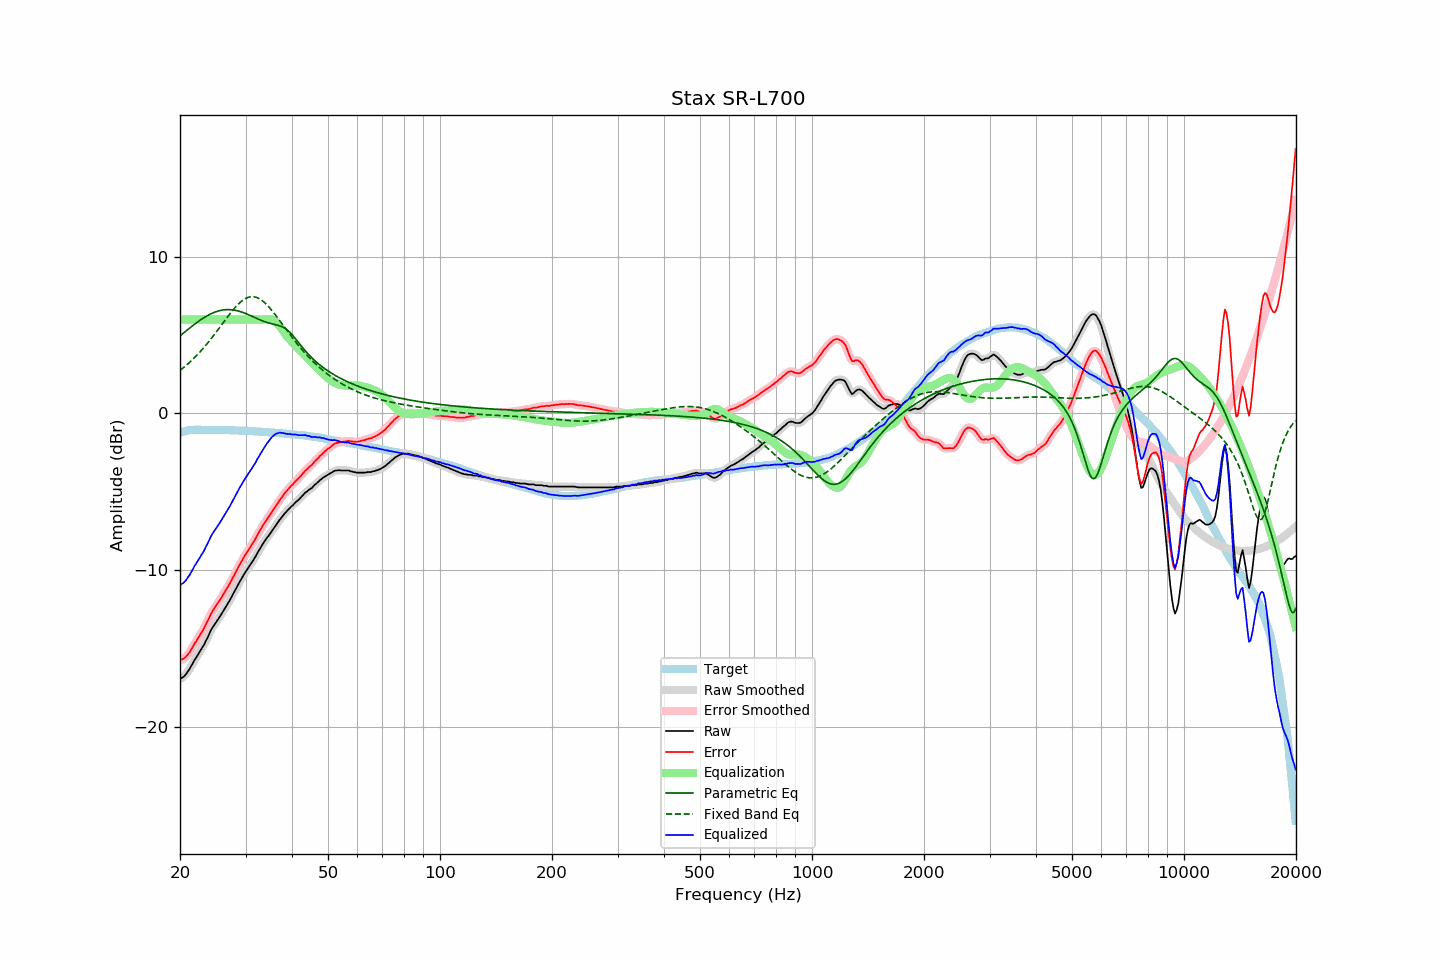 Stax SR-L700
Amplitude (dBr)
10
0
−10
−20
Target
Raw Smoothed
Error Smoothed
Raw
Error
Equalization
Parametric Eq
Fixed Band Eq
Equalized
20 50 100 200 500 1000 2000 5000 10000 20000
Frequency (Hz)